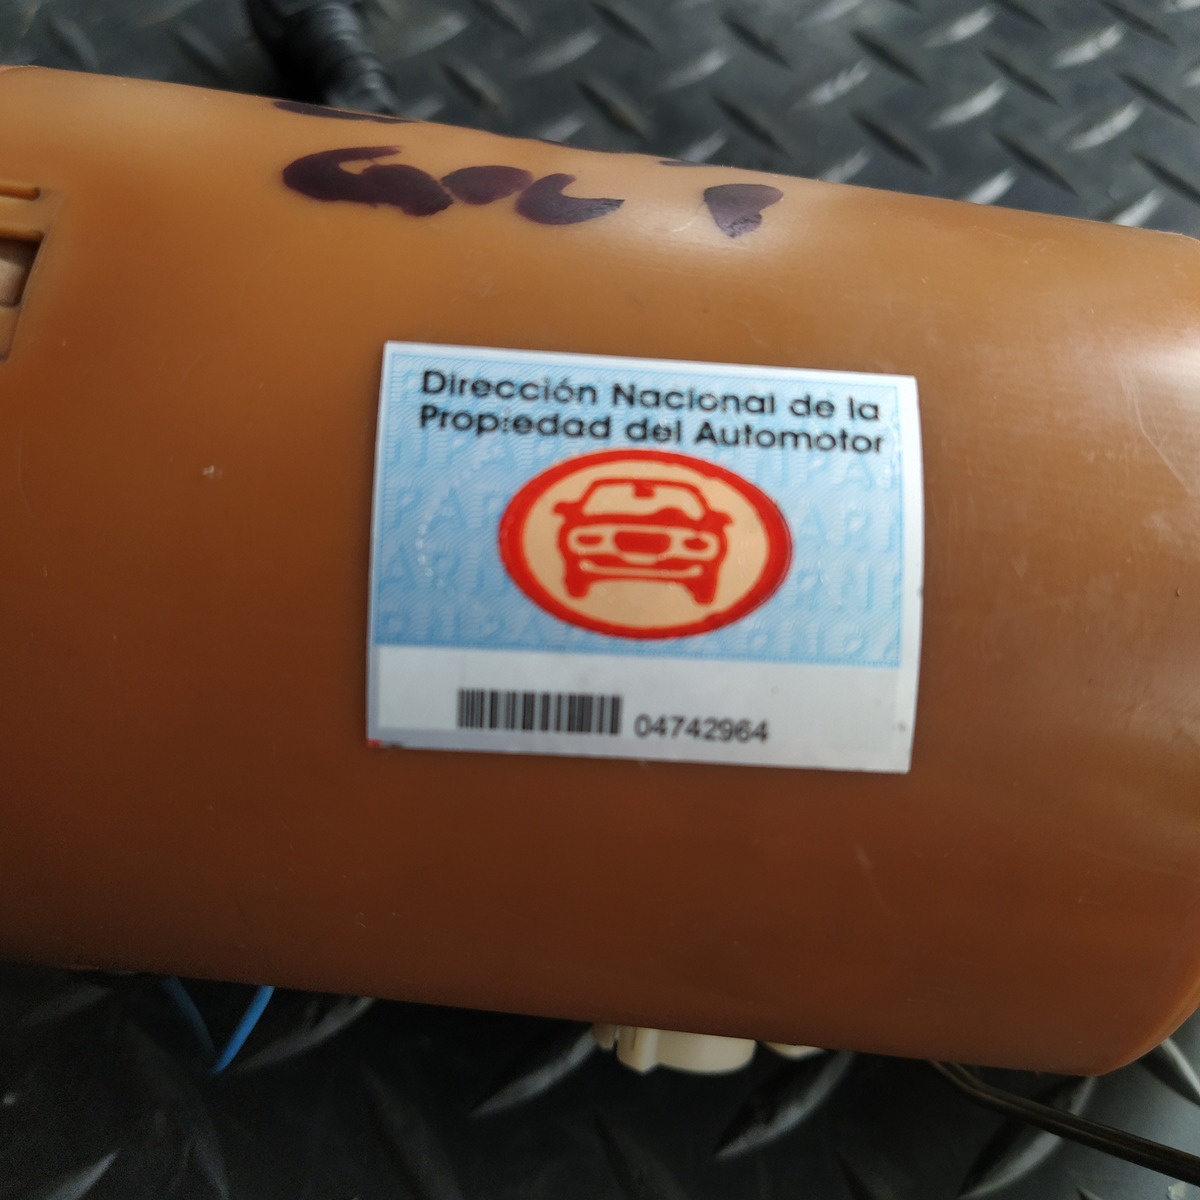 Dirección Nacional de la
Propiedad del Automotor
04742964